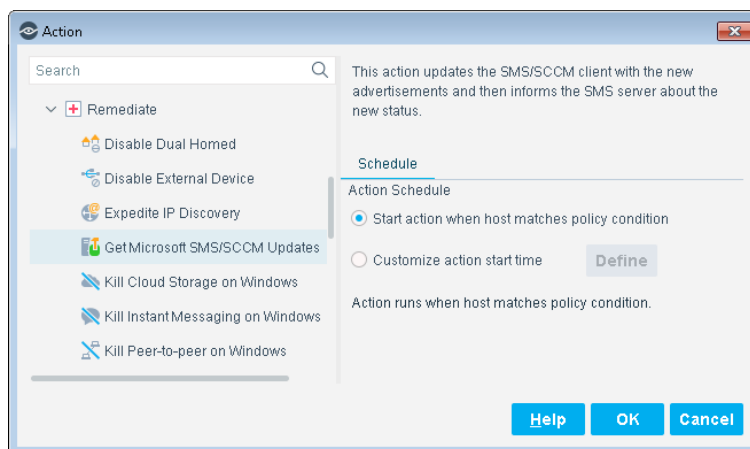 Action
Search
Remediate
Disable Dual Homed
Disable External Device
Expedite IP Discovery
Get Microsoft SMS/SCCM Updates
Kill Cloud Storage on Windows
Kill Instant Messaging on Windows
Kill Peer-to-peer on Windows
This action updates the SMS/SCCM client with the new
advertisements and then informs the SMS server about the
new status.
Schedule
Action Schedule
Start action when host matches policy condition
Customize action start time
Define
Action runs when host matches policy condition.
Help
OK
Cancel